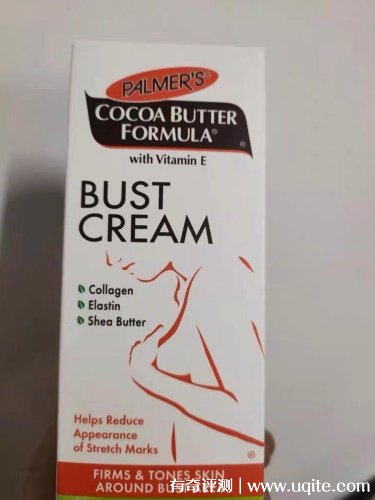 PALMER'S®
COCOA BUTTER
FORMULA®
®
with Vitamin E
BUST
CREAM
Collagen
Elastin
Shea Butter
®
Helps Reduce
Appearance
of Stretch Marks
FIRMS & TONES SKIN
AROUND
有奇评测 | www.uqite.com